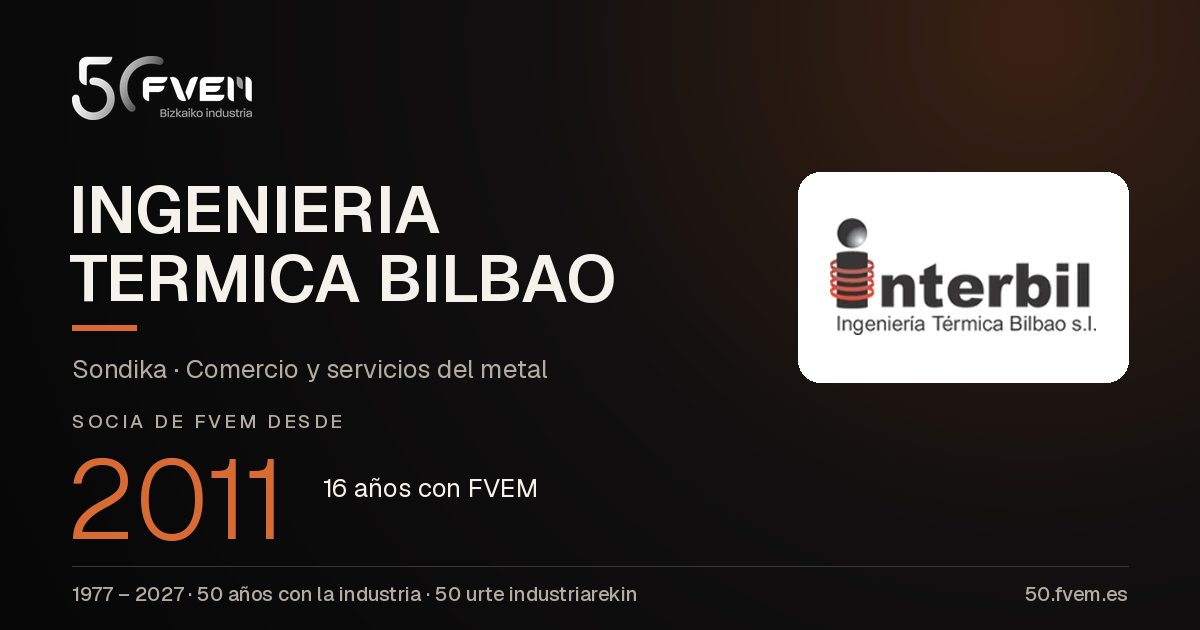 50 FVEM
Bizkaiko industria
INGENIERIA
TERMICA BILBAO
interbil
Ingeniería Térmica Bilbao s.l.
Sondika · Comercio y servicios del metal
SOCIA DE FVEM DESDE
2011
16 años con FVEM
1977 – 2027 · 50 años con la industria · 50 urte industriarekin
50.fvem.es